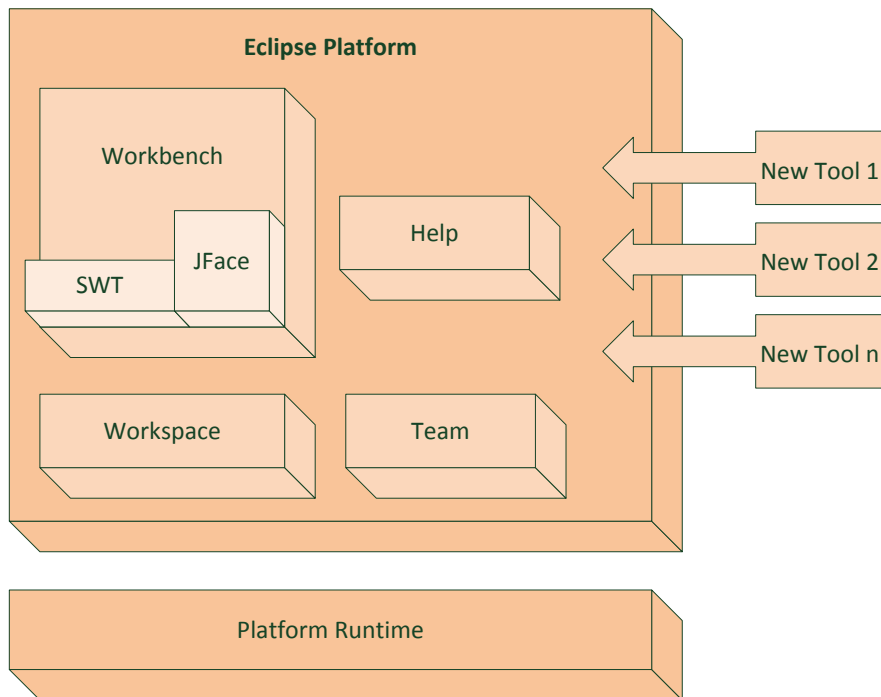 Eclipse Platform
Workbench
New Tool 1
Help
JFace
New Tool 2
SWT
New Tool n
Workspace
Team
Platform Runtime